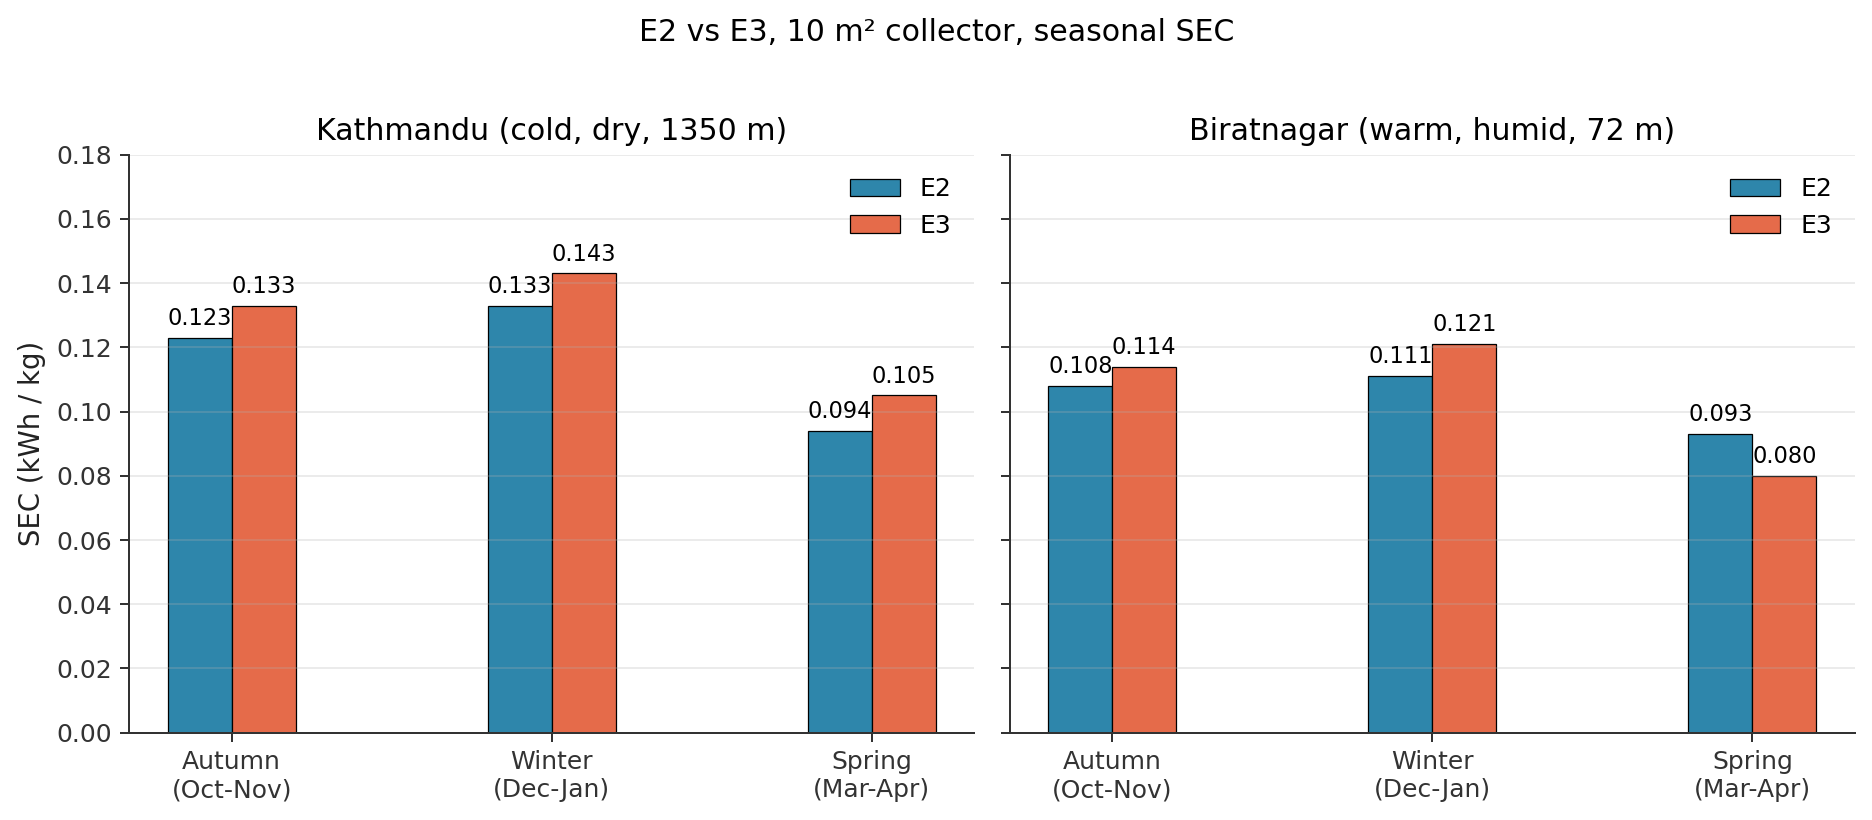 E2 vs E3, 10 m² collector, seasonal SEC
Kathmandu (cold, dry, 1350 m)
SEC (kWh / kg)
0.18
0.16
0.14
0.12
0.10
0.08
0.06
0.04
0.02
0.00
E2
E3
0.123
0.133
0.133
0.143
0.094
0.105
Autumn
(Oct-Nov)
Winter
(Dec-Jan)
Spring
(Mar-Apr)
Biratnagar (warm, humid, 72 m)
E2
E3
0.108
0.114
0.111
0.121
0.093
0.080
Autumn
(Oct-Nov)
Winter
(Dec-Jan)
Spring
(Mar-Apr)